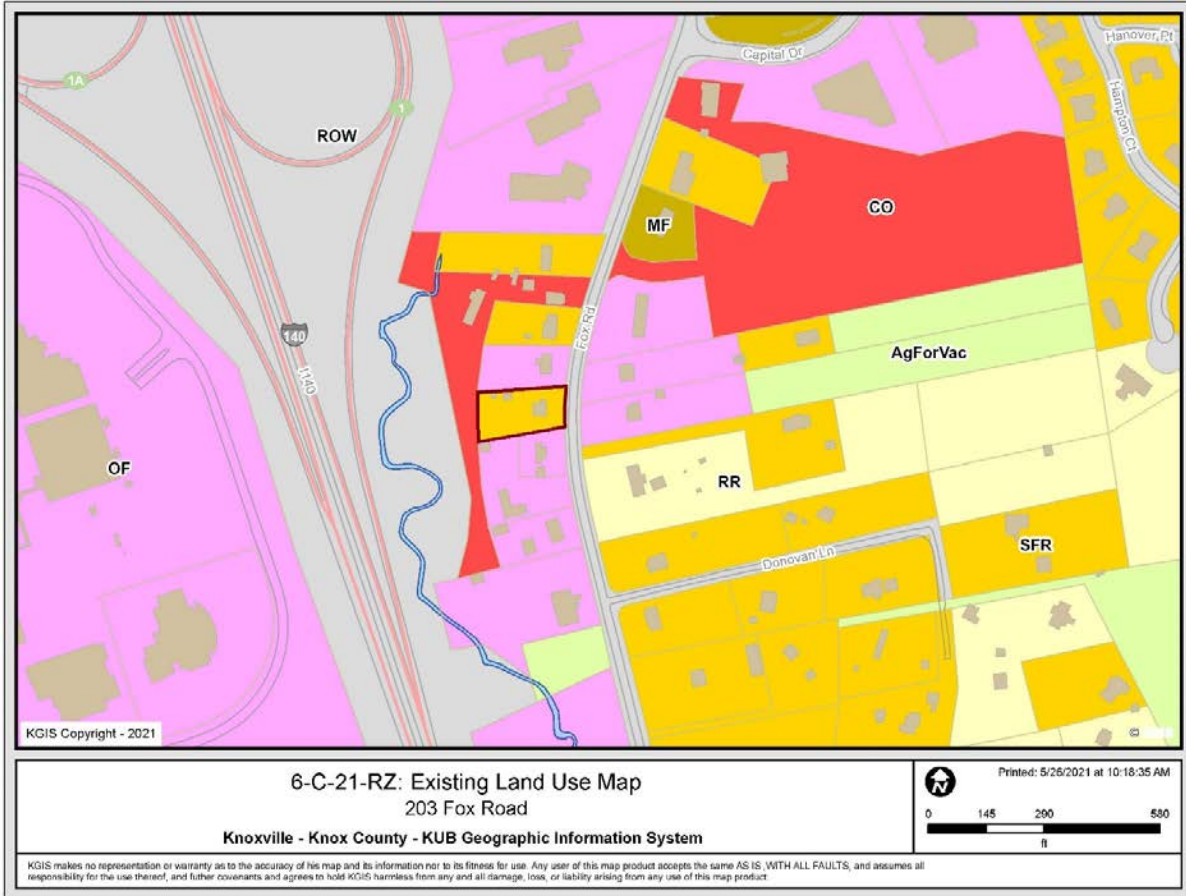 Hanover Pt
Capital Dr
1A
1
Hampton Ct
ROW
CO
MF
Fox Rd
AgForVac
140
I140
OF
RR
SFR
Donovan Ln
KGIS Copyright - 2021
©
6-C-21-RZ: Existing Land Use Map
203 Fox Road
Knoxville - Knox County - KUB Geographic Information System
N
Printed: 5/26/2021 at 10:18:35 AM
0 145 290 580
ft
KGIS makes no representation or warranty as to the accuracy of his map and its information nor to its fitness for use. Any user of this map product accepts the same AS IS ,WITH ALL FAULTS, and assumes all
responsibility for the use thereof, and futher covenants and agrees to hold KGIS harmless from any and all damage, loss, or liability arising from any use of this map product.